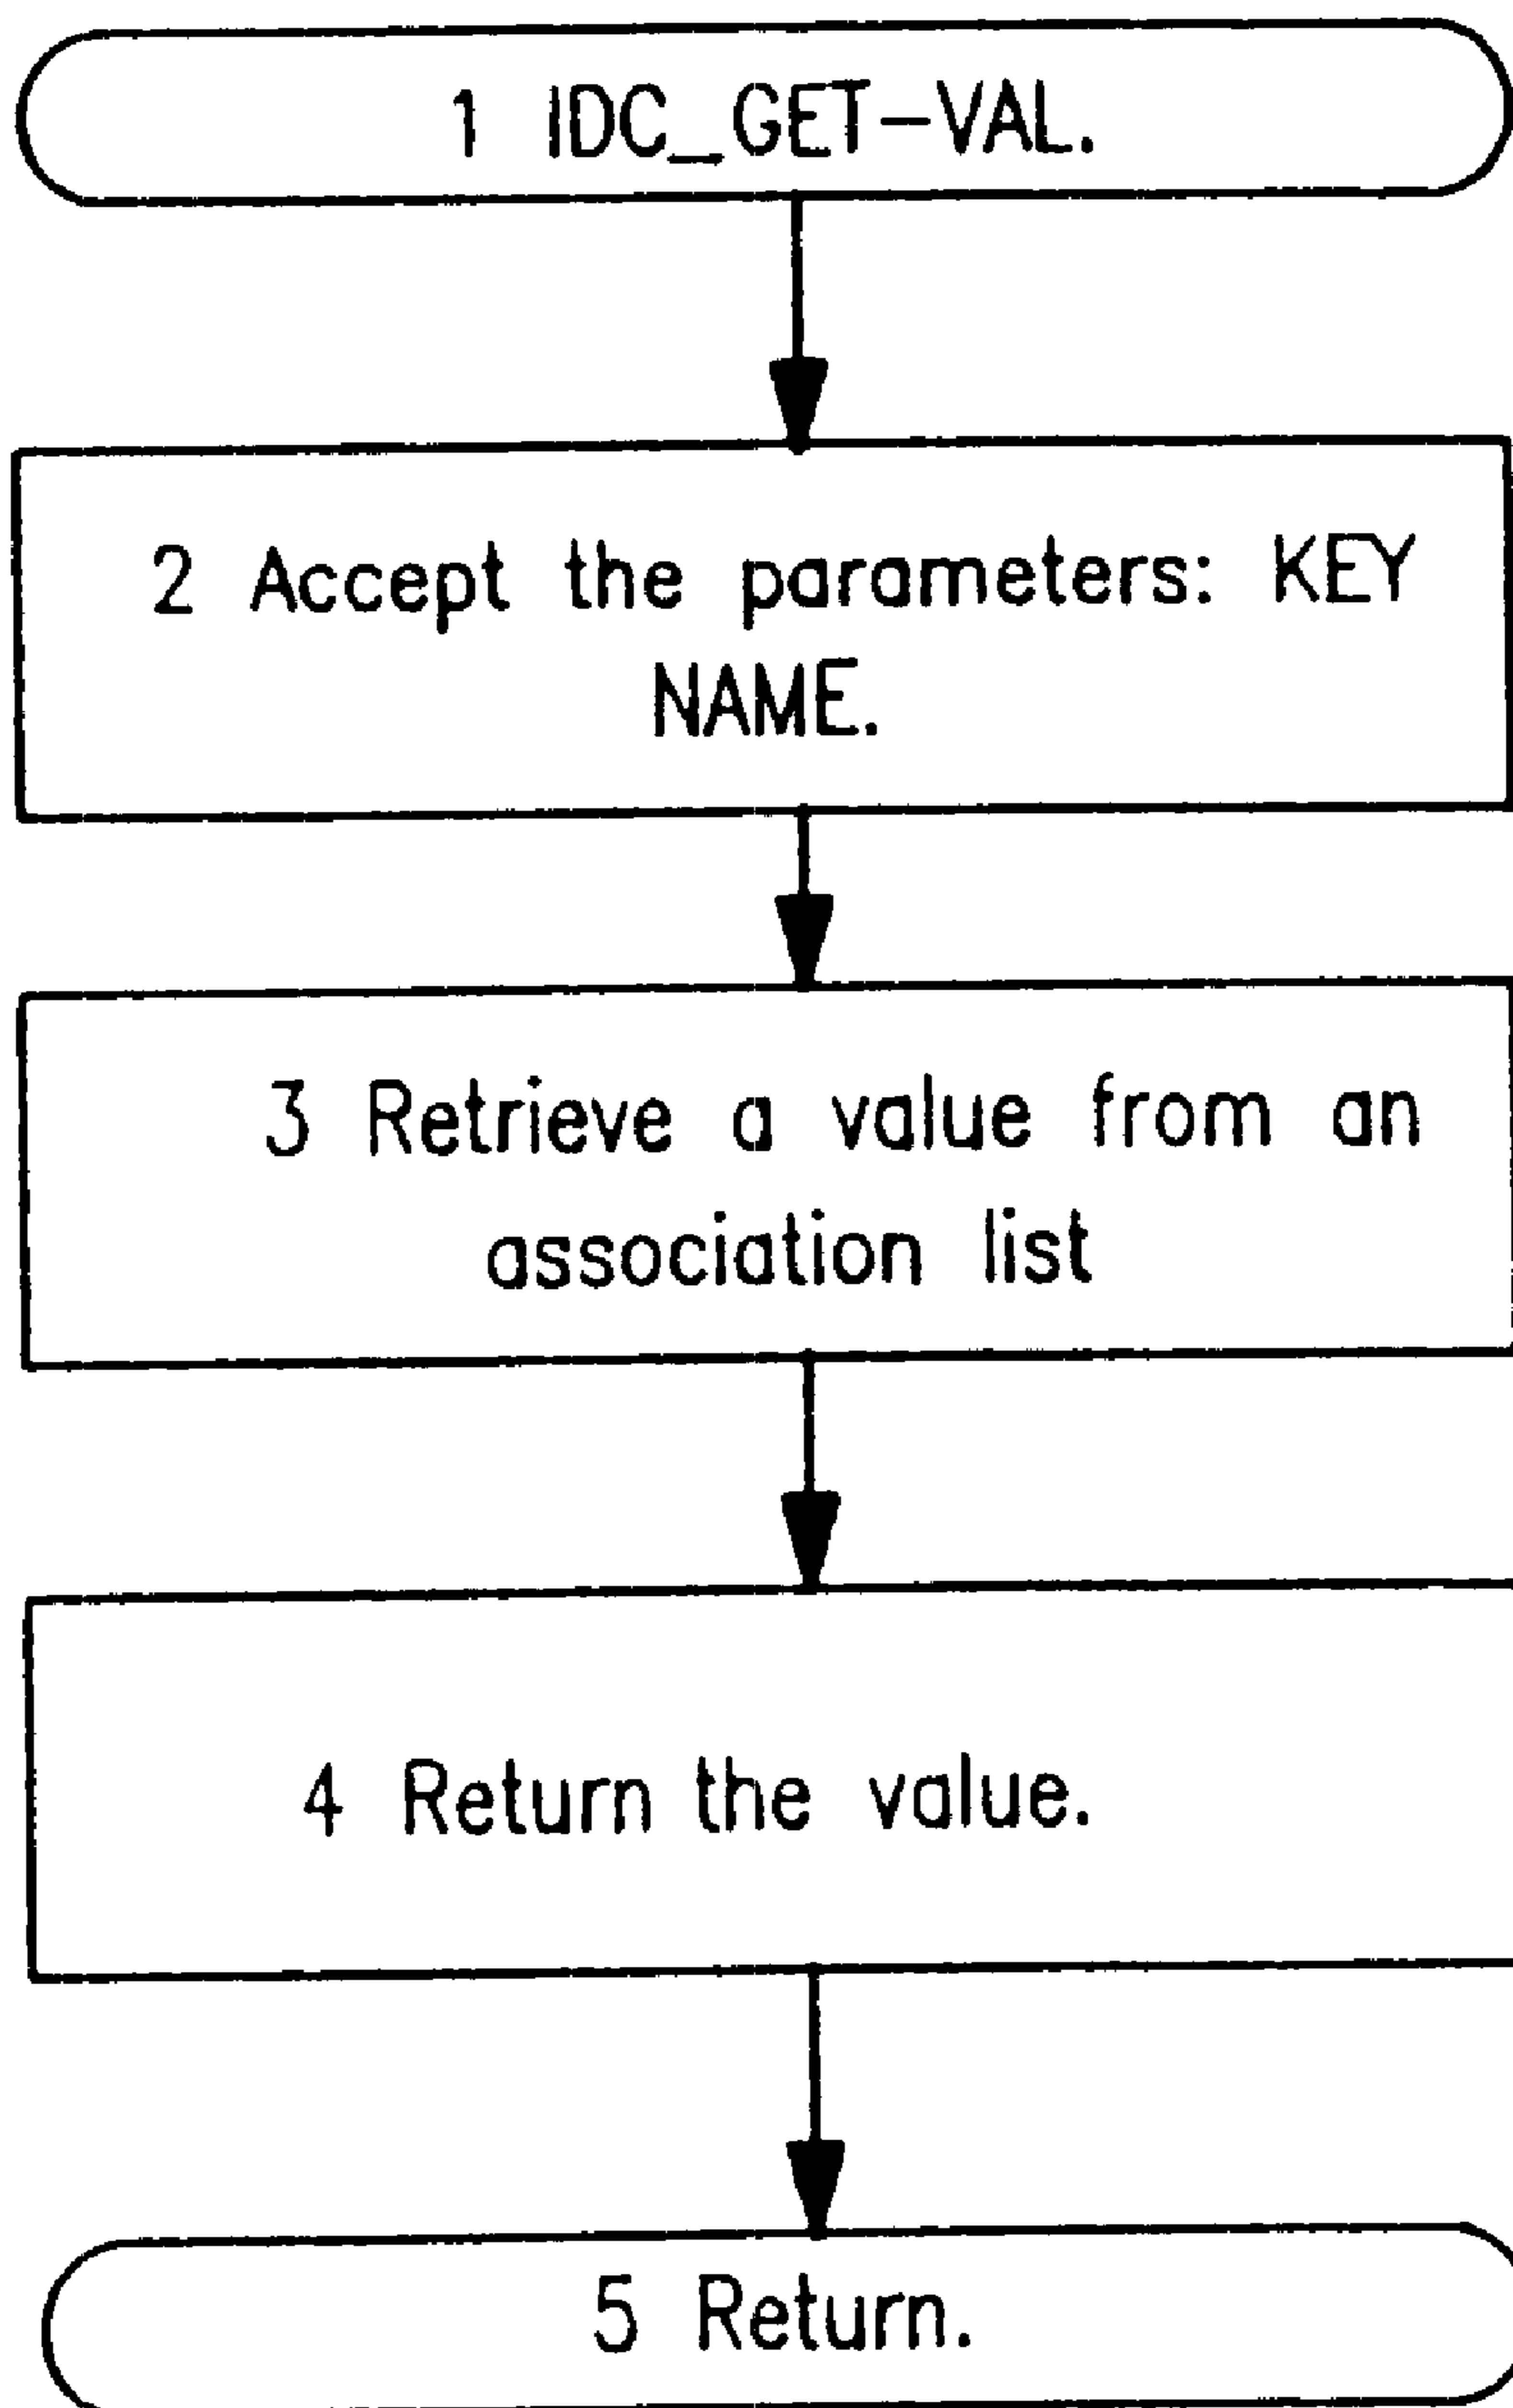 1 IDC_GET-VAL.
2 Accept the parameters: KEY
NAME.
3 Retrieve a value from an
association list
4 Return the value.
5 Return.